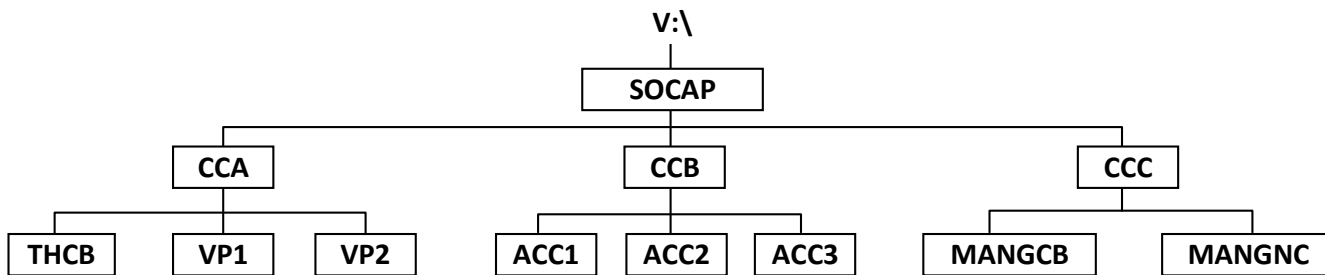 V:\
SOCAP
CCA CCB CCC
THCB VP1 VP2 ACC1 ACC2 ACC3 MANGCB MANGNC